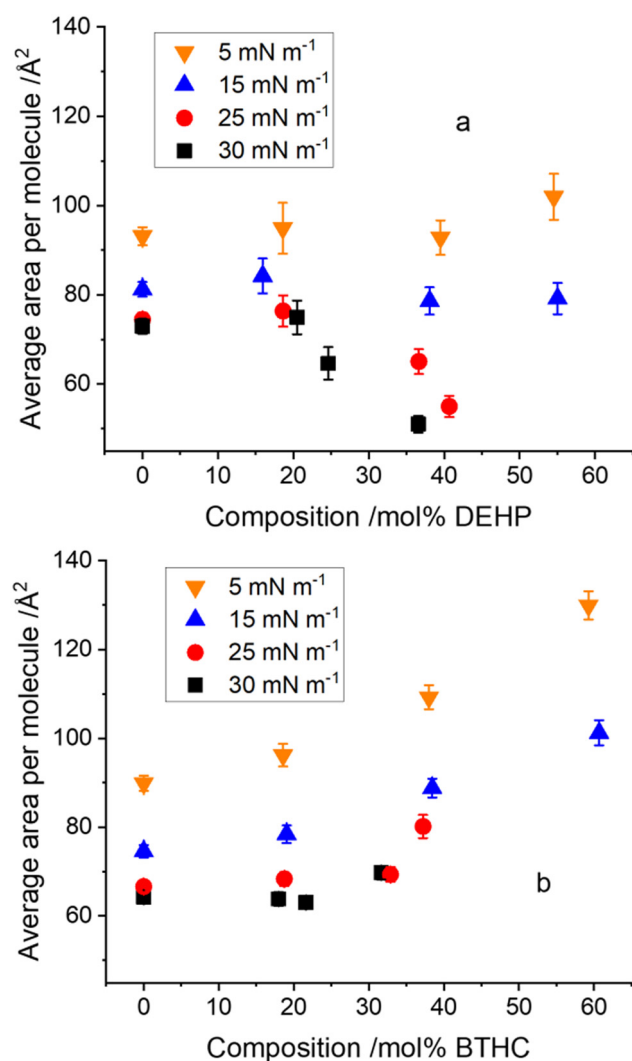 140
5 mN m⁻¹
15 mN m⁻¹
25 mN m⁻¹
30 mN m⁻¹
a
120
100
80
60
Average area per molecule /Å²
0 10 20 30 40 50 60
Composition /mol% DEHP
140
5 mN m⁻¹
15 mN m⁻¹
25 mN m⁻¹
30 mN m⁻¹
120
100
80
60
b
Average area per molecule /Å²
0 10 20 30 40 50 60
Composition /mol% BTHC